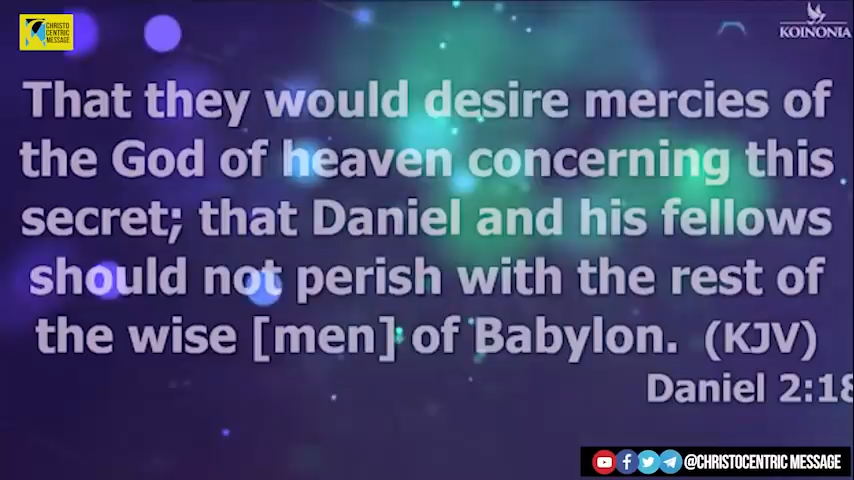 CHRISTO
CENTRIC
MESSAGE
KOINONIA
That they would desire mercies of
the God of heaven concerning this
secret; that Daniel and his fellows
should not perish with the rest of
the wise [men] of Babylon. (KJV)
Daniel 2:18
@CHRISTOCENTRIC MESSAGE